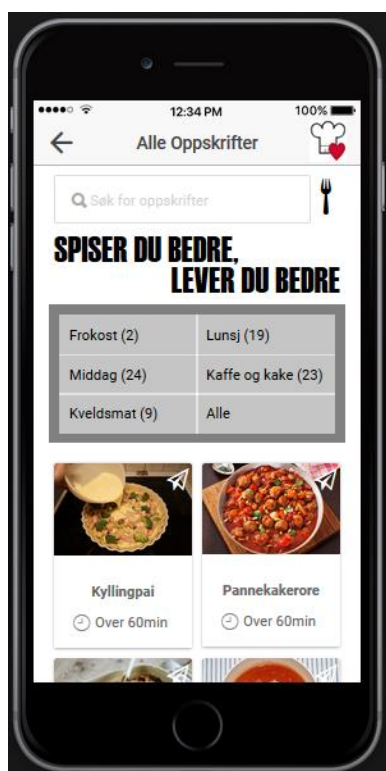 12:34 PM 100%
Alle Oppskrifter
Søk for oppskrifter
SPISER DU BEDRE,
LEVER DU BEDRE
Frokost (2) Lunsj (19)
Middag (24) Kaffe og kake (23)
Kveldsmat (9) Alle
Kyllingpai Pannekakerore
Over 60min Over 60min